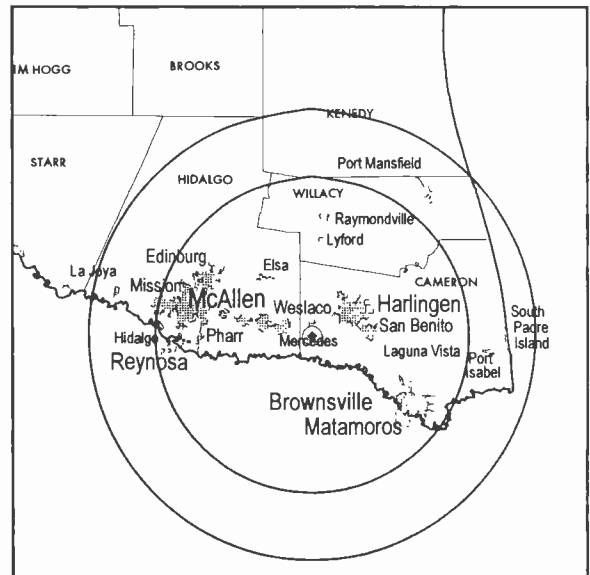 IM HOGG
BROOKS
KENEDY
STARR
Port Mansfield
HIDALGO
WILLACY
Raymondville
Lyford
Edinburg
Elsa
La Joya
CAMERON
Mission
McAllen
Weslaco
Harlingen
San Benito
South
Padre
Island
Hidalgo
Pharr
Mercedes
Laguna Vista
Port
Isabel
Reynosa
Brownsville
Matamoros